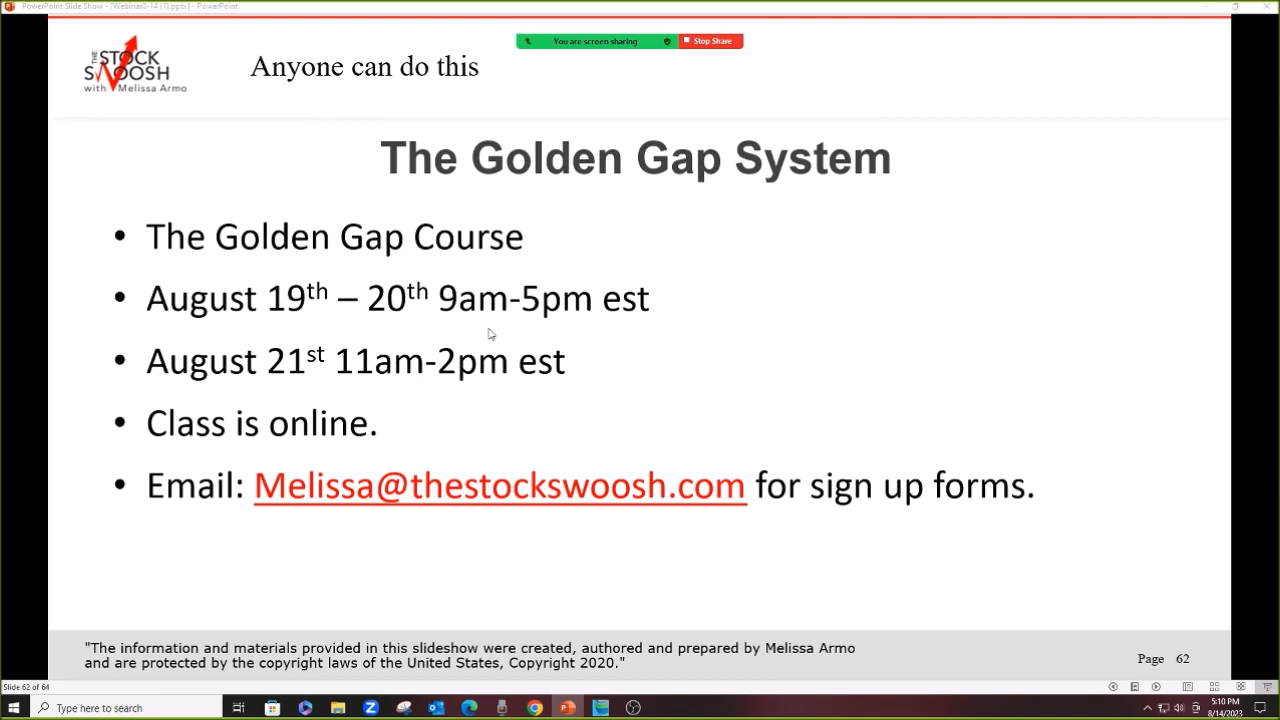 PowerPoint Slide Show - [Webinar8-14 (1).pptx] - PowerPoint
You are screen sharing
Stop Share
THE STOCK
SWOOSH
with Melissa Armo
Anyone can do this
The Golden Gap System
• The Golden Gap Course
• August 19th – 20th 9am-5pm est
• August 21st 11am-2pm est
• Class is online.
• Email: Melissa@thestockswoosh.com for sign up forms.
"The information and materials provided in this slideshow were created, authored and prepared by Melissa Armo
and are protected by the copyright laws of the United States, Copyright 2020."
Page 62
Slide 62 of 64
Type here to search
5:10 PM
8/14/2023